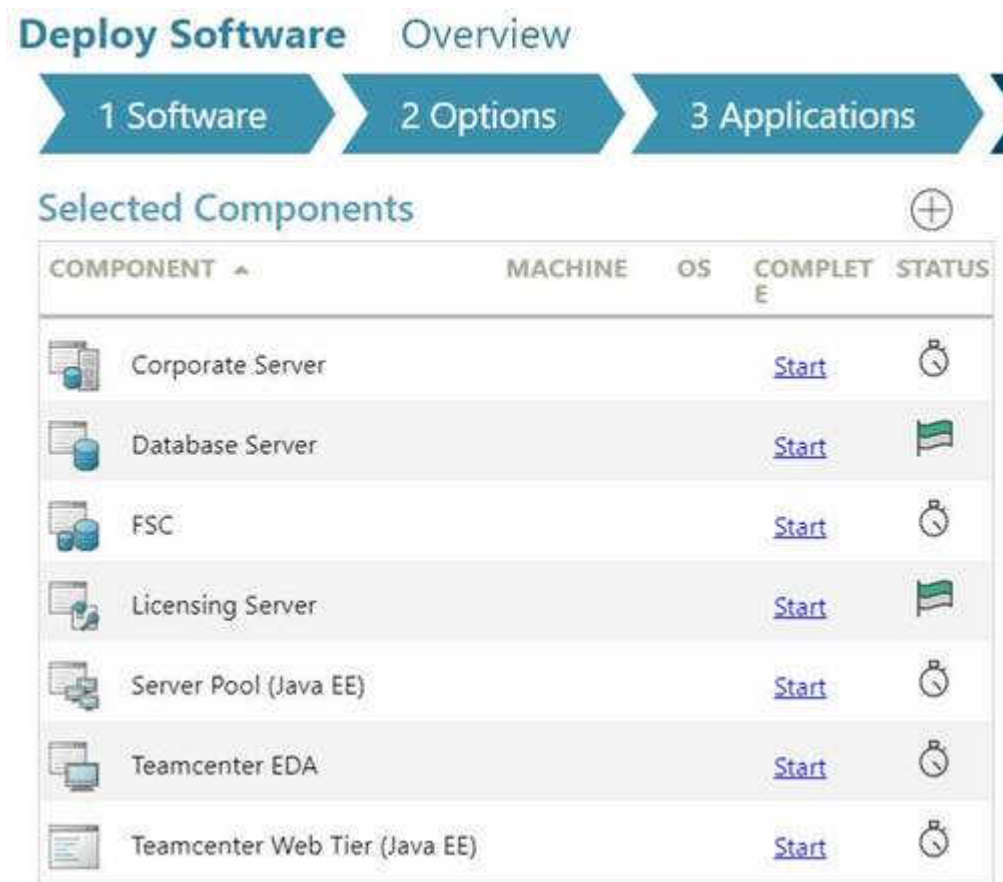 Deploy Software Overview
1 Software 2 Options 3 Applications
Selected Components
COMPONENT MACHINE OS COMPLET STATUS
E
Corporate Server Start
Database Server Start
FSC Start
Licensing Server Start
Server Pool (Java EE) Start
Teamcenter EDA Start
Teamcenter Web Tier (Java EE) Start